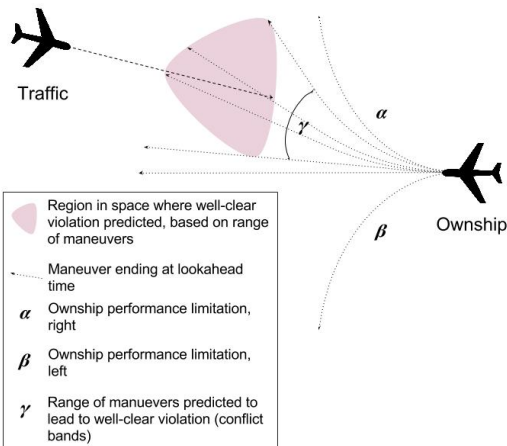 Traffic
α
γ
Ownship
β
Region in space where well-clear
violation predicted, based on range
of maneuvers
Maneuver ending at lookahead
time
α Ownship performance limitation,
right
β Ownship performance limitation,
left
γ Range of manuevers predicted to
lead to well-clear violation (conflict
bands)